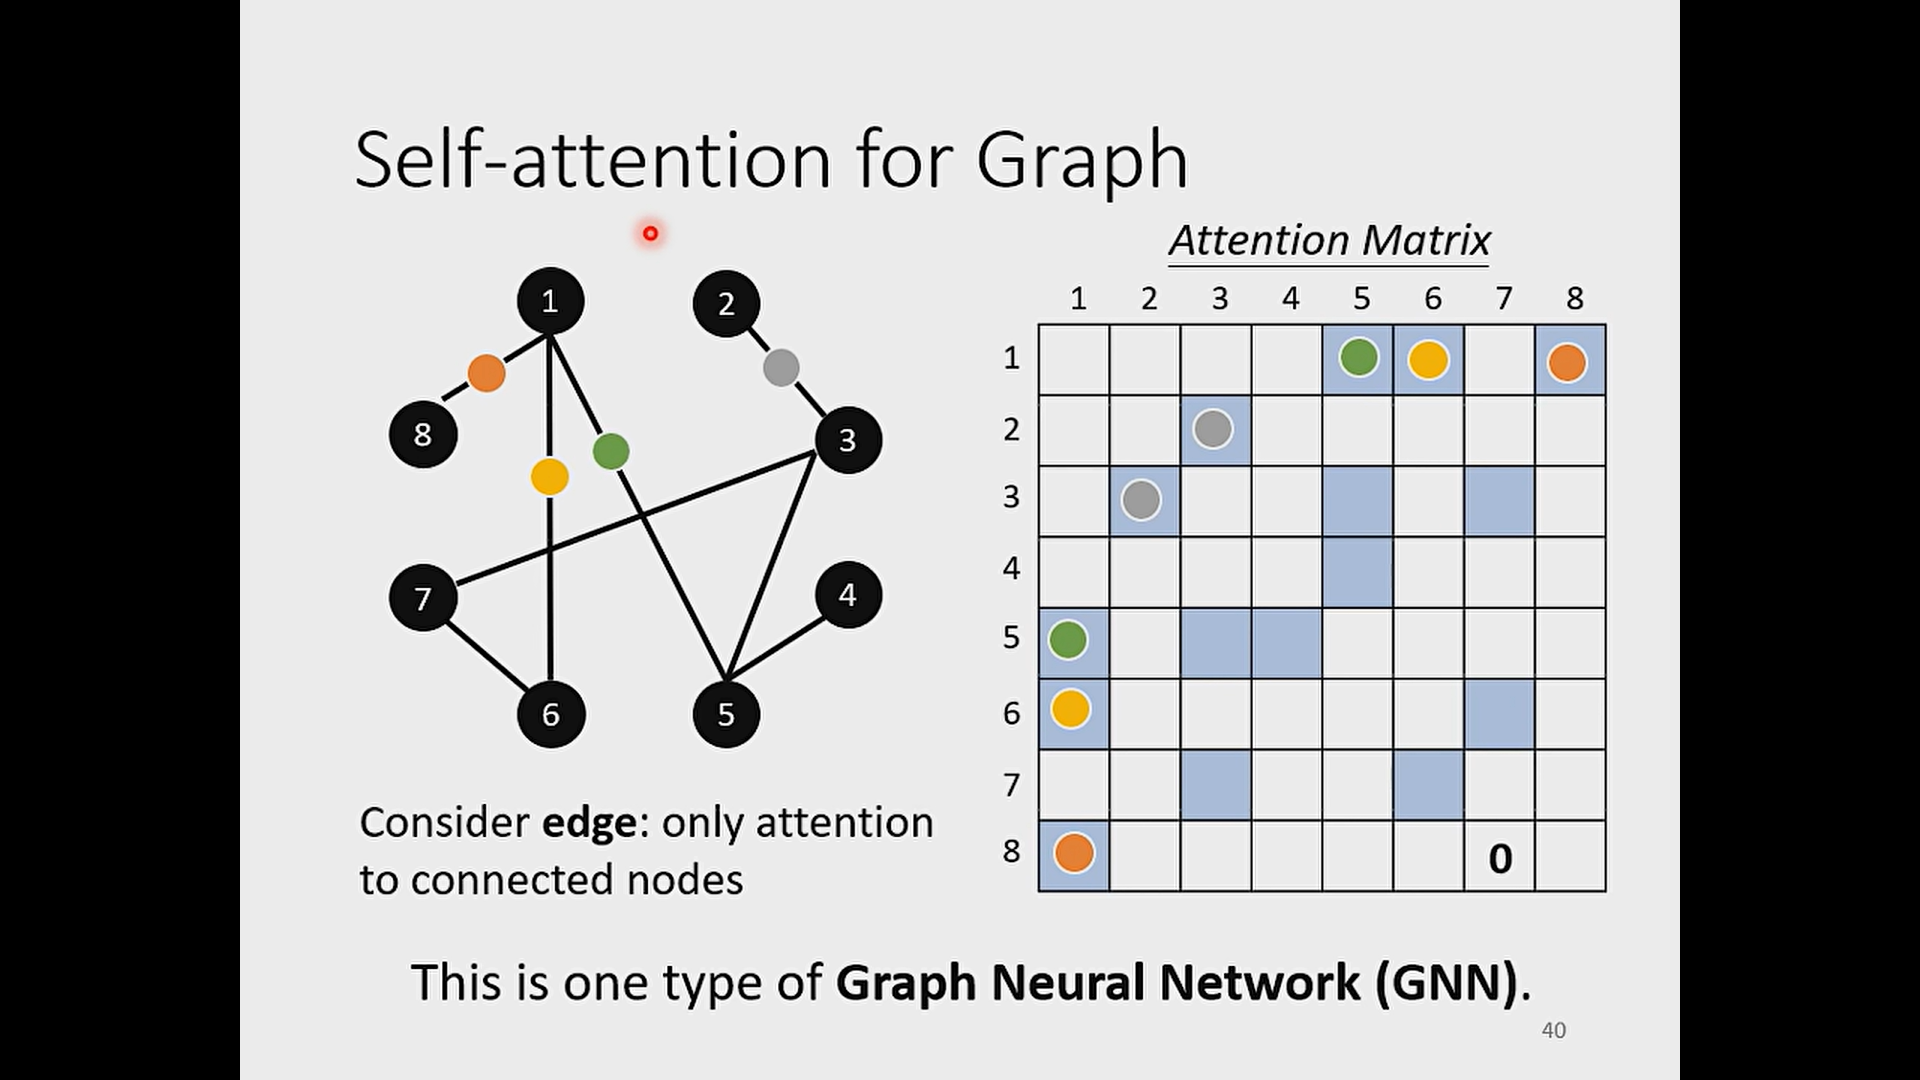 Self-attention for Graph
Attention Matrix
1 2 3 4 5 6 7 8
1
2
3
4
5
6
7
8 0
1
2
8
3
7
4
6
5
Consider edge: only attention
to connected nodes
This is one type of Graph Neural Network (GNN).
40